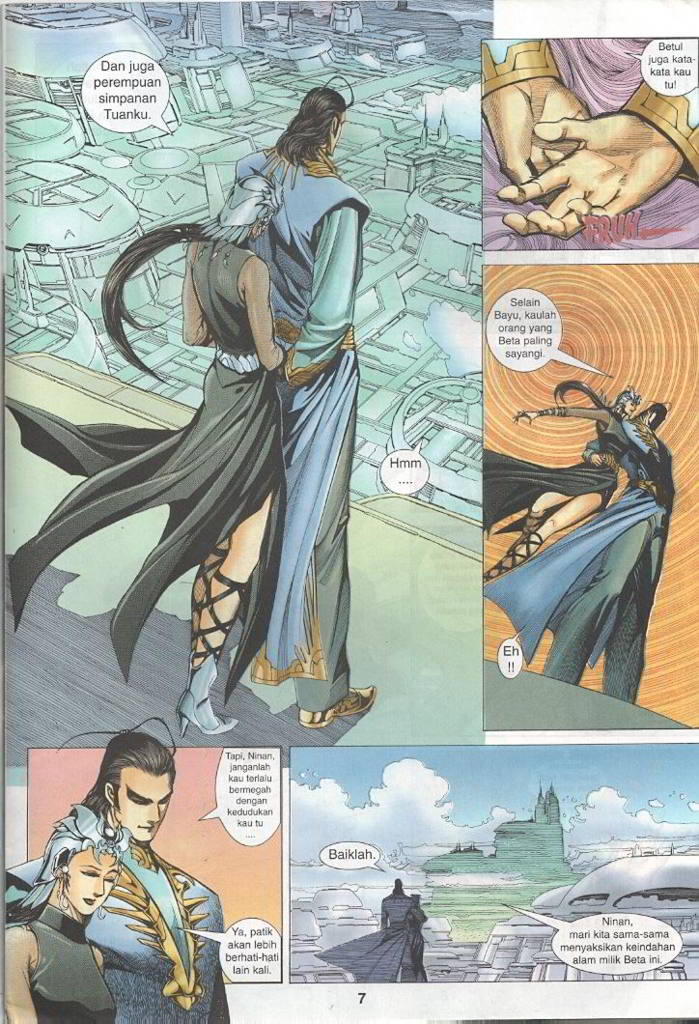 Dan juga
perempuan
simpanan
Tuanku.
Hmm
....
Betul
juga kata-
kata kau
tu!
FRUH
Selain
Bayu, kaulah
orang yang
Beta paling
sayangi.
Eh
!!
Tapi, Ninan,
janganlah
kau terlalu
bermegah
dengan
kedudukan
kau tu
....
Ya, patik
akan lebih
berhati-hati
lain kali.
Baiklah.
Ninan,
mari kita sama-sama
menyaksikan keindahan
alam milik Beta ini.
7